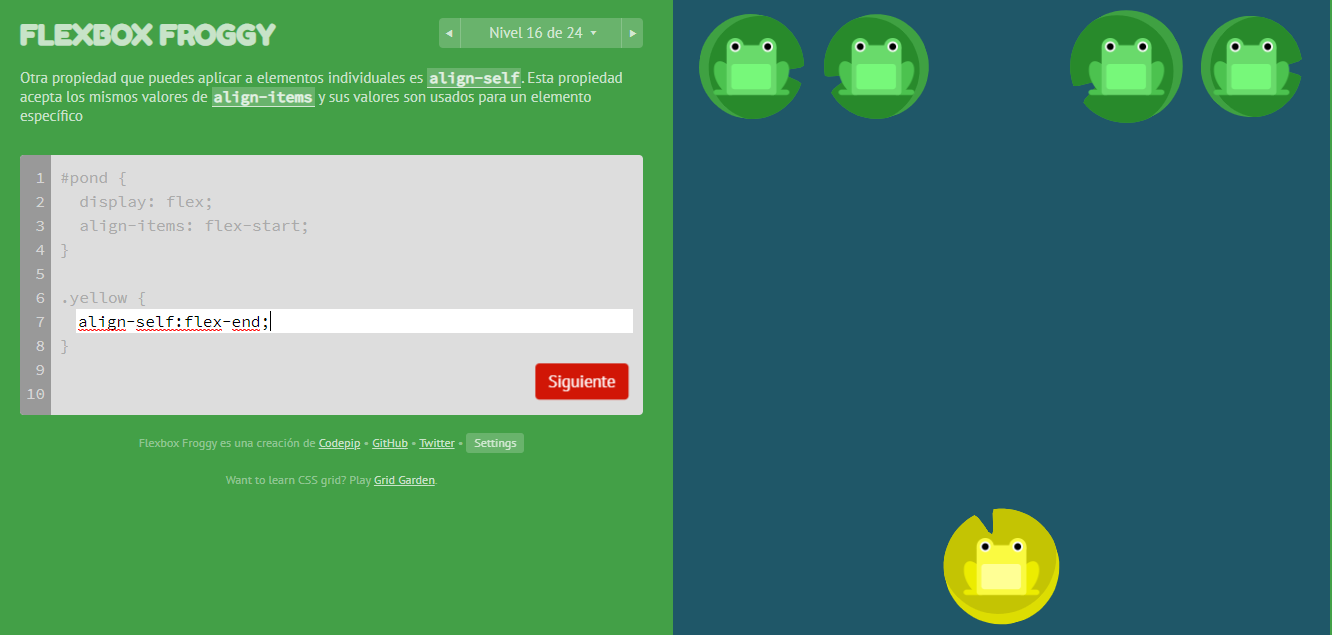 FLEXBOX FROGGY
◂ Nivel 16 de 24 ▾ ▸
Otra propiedad que puedes aplicar a elementos individuales es align-self. Esta propiedad
acepta los mismos valores de align-items y sus valores son usados para un elemento
específico
1 #pond {
2 display: flex;
3 align-items: flex-start;
4 }
5
6 .yellow {
7 align-self:flex-end;
8 }
9
10
Siguiente
Flexbox Froggy es una creación de Codepip • GitHub • Twitter • Settings
Want to learn CSS grid? Play Grid Garden.